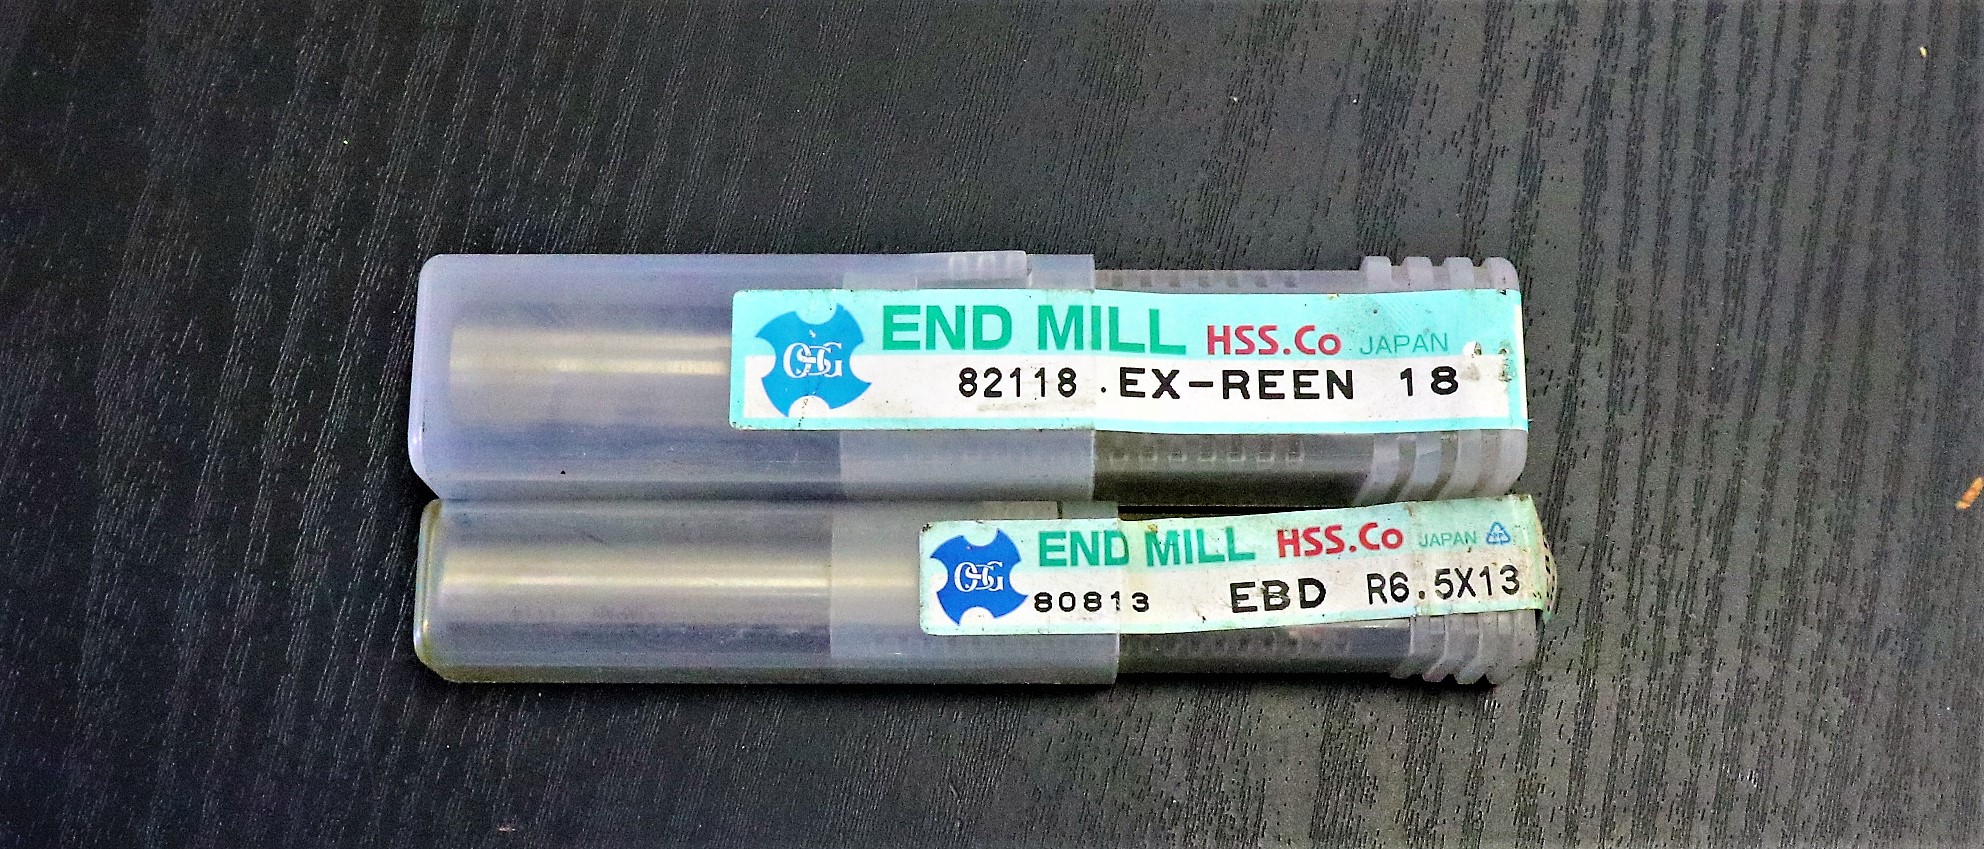 OSG
END MILL HSS.Co JAPAN
82118 . EX-REEN 18
OSG
END MILL HSS.Co JAPAN
80813 EBD R6.5X13